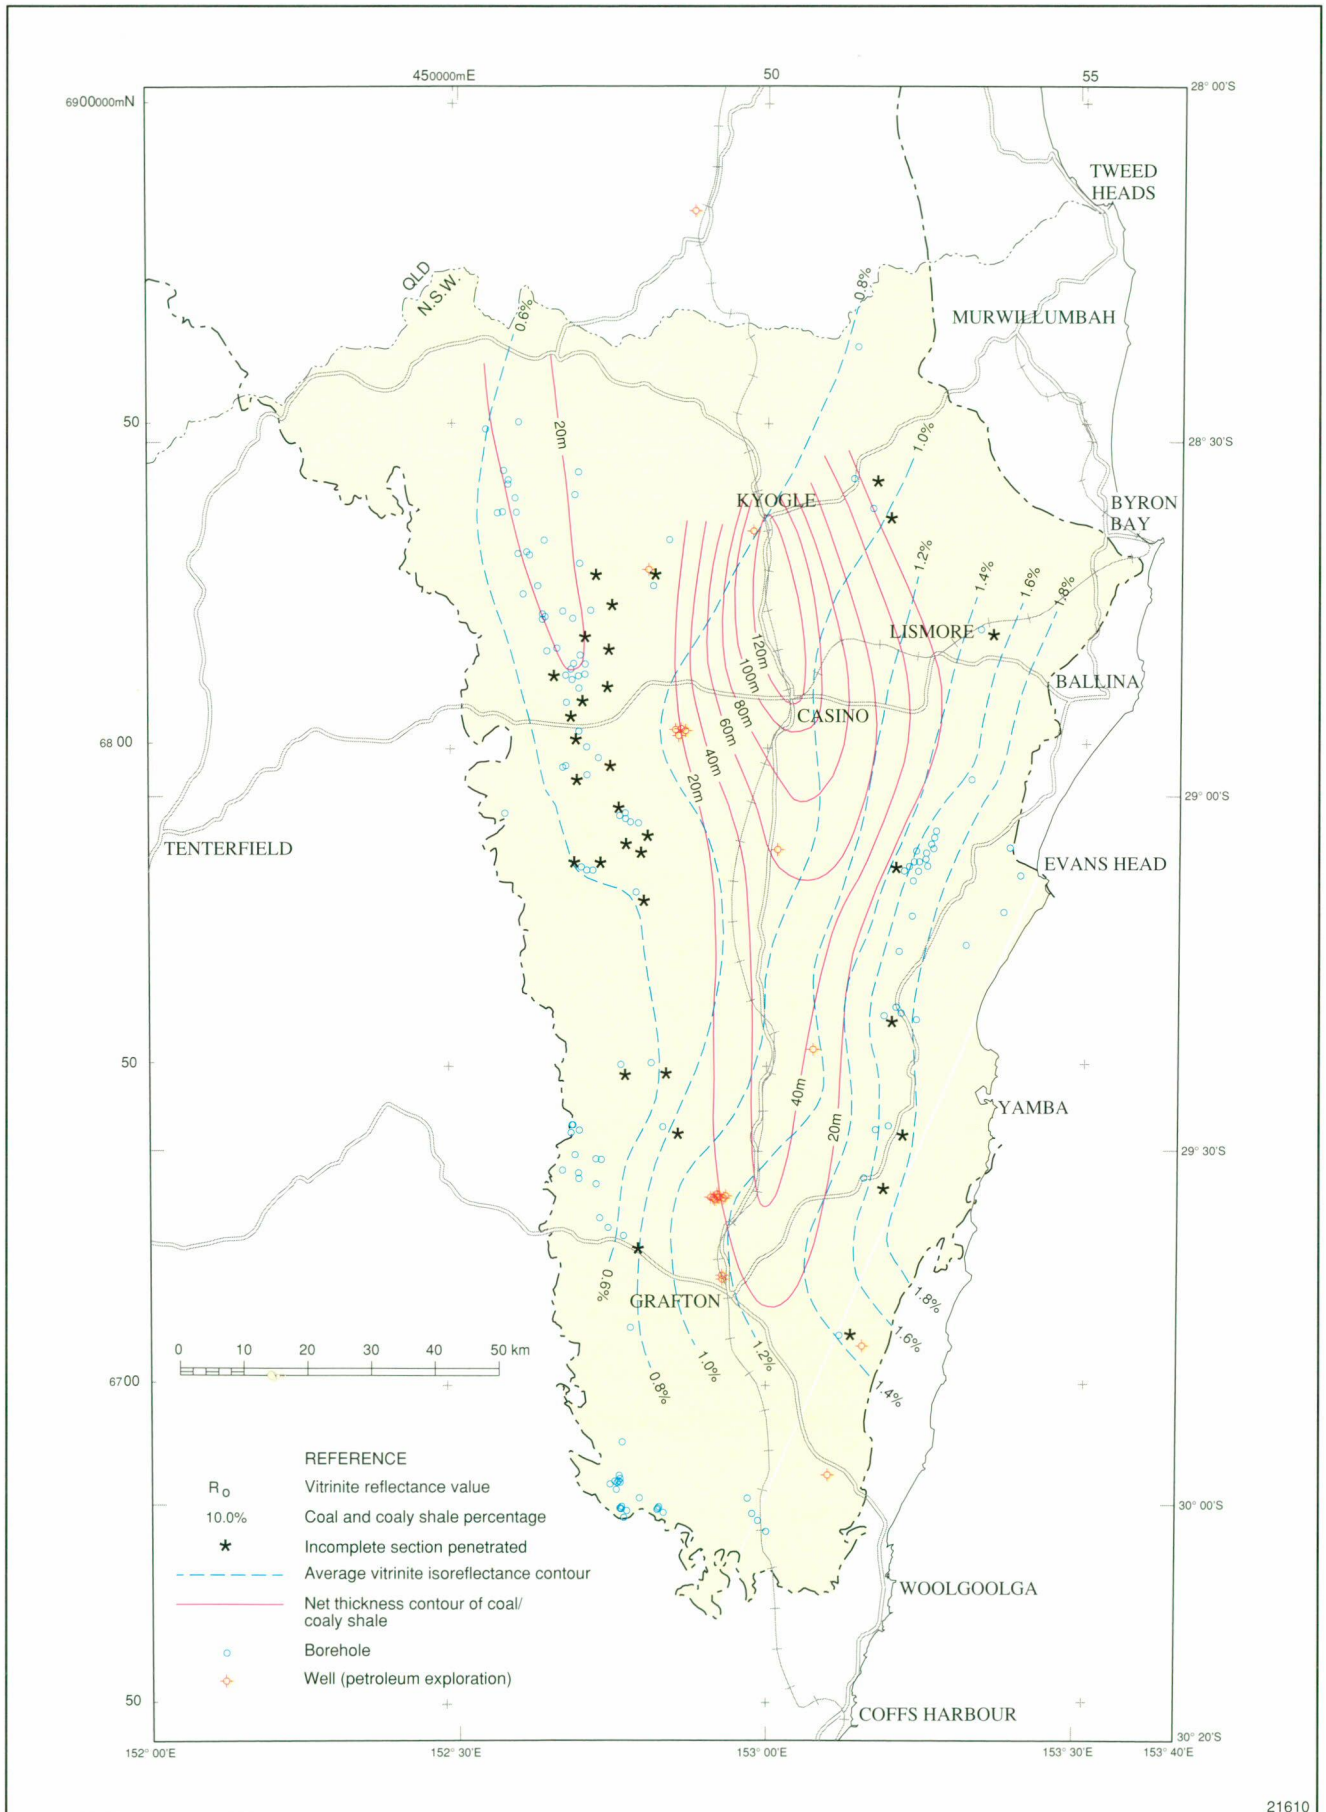 450000mE 50 55
6900000mN 28° 00'S
TWEED
HEADS
QLD
N.S.W.
0.6%
0.8%
MURWILLUMBAH
50 28° 30'S
20m
1.0%
KYOGLE
BYRON
BAY
1.2%
1.4%
1.6%
1.8%
LISMORE
120m
100m
80m
60m
40m
20m
BALLINA
CASINO
68 00
29° 00'S
TENTERFIELD
EVANS HEAD
50
40m
20m
YAMBA
29° 30'S
0.6%
GRAFTON
1.8%
1.6%
1.4%
1.2%
1.0%
0.8%
0 10 20 30 40 50 km
6700
REFERENCE
R0 Vitrinite reflectance value
10.0% Coal and coaly shale percentage
Incomplete section penetrated
Average vitrinite isoreflectance contour
Net thickness contour of coal/
coaly shale
Borehole
Well (petroleum exploration)
30° 00'S
WOOLGOOLGA
50
COFFS HARBOUR
30° 20'S
152° 00'E 152° 30'E 153° 00'E 153° 30'E 153° 40'E
21610